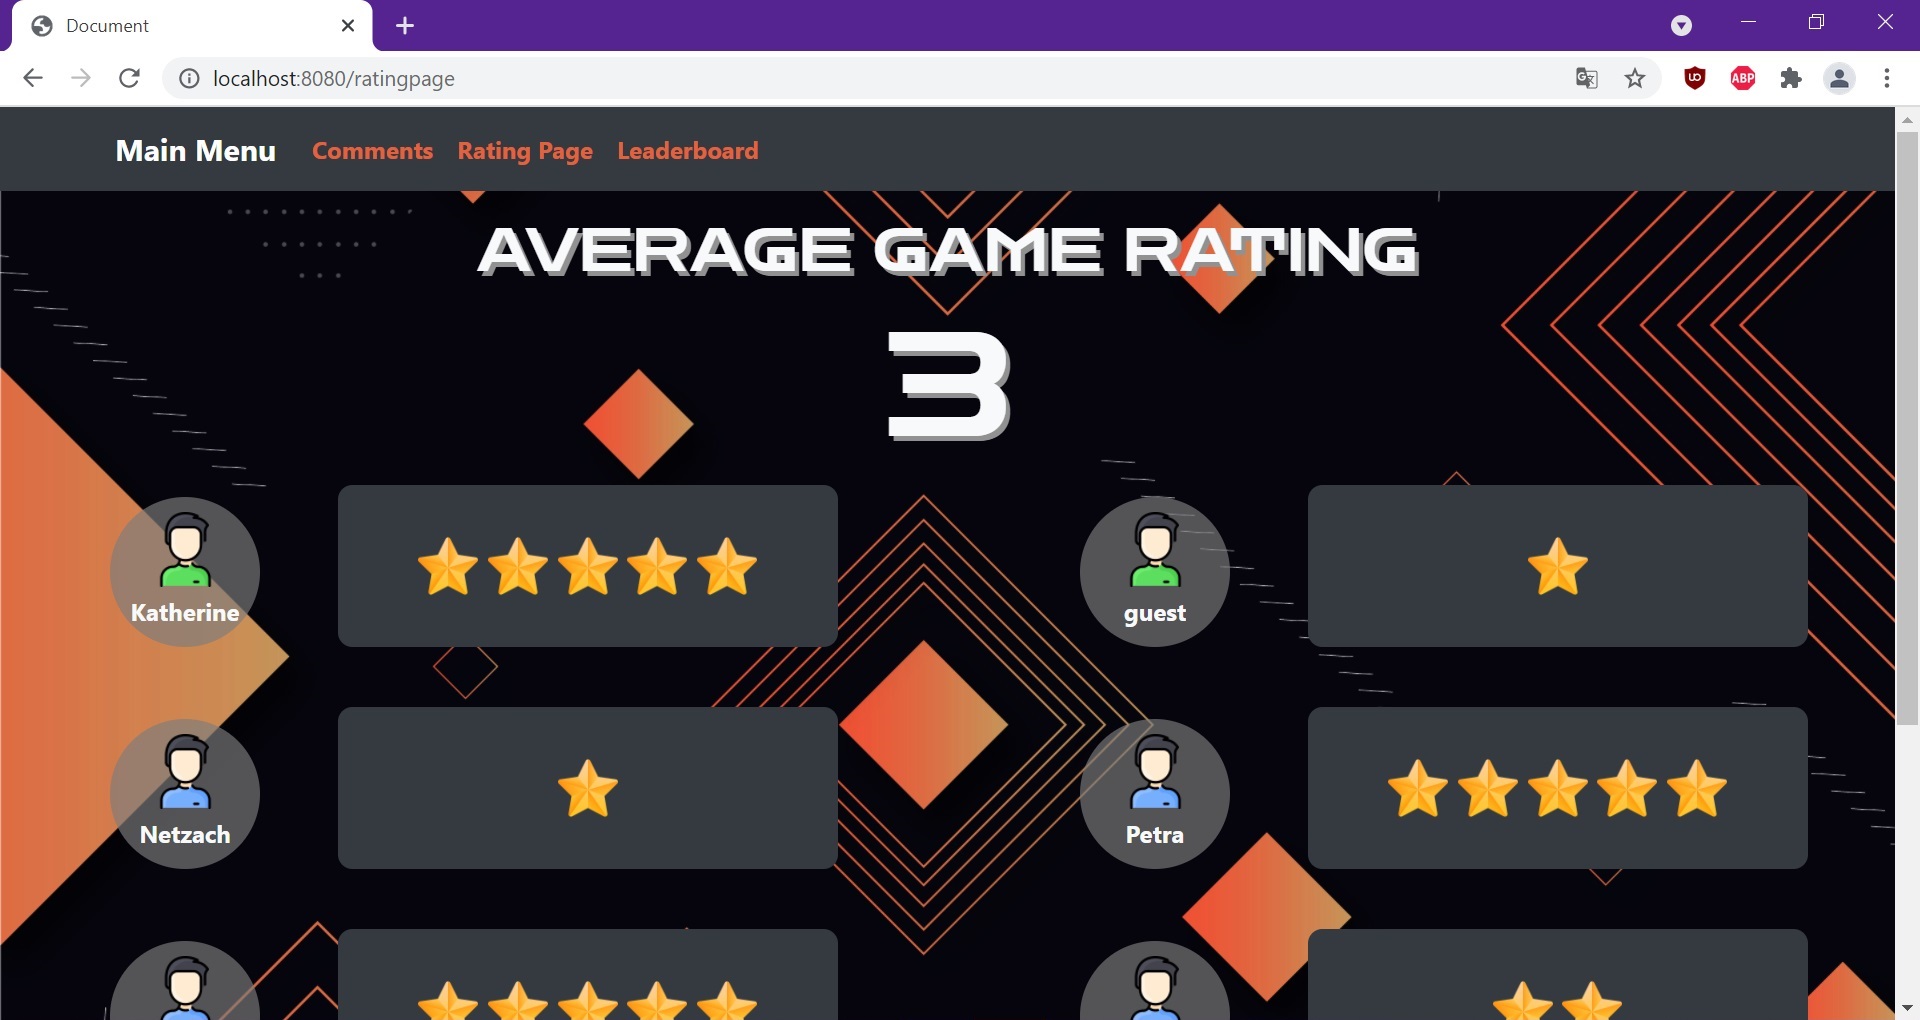 Document
localhost:8080/ratingpage
ABP
Main Menu Comments Rating Page Leaderboard
AVERAGE GAME RATING
3
Katherine
guest
Netzach
Petra